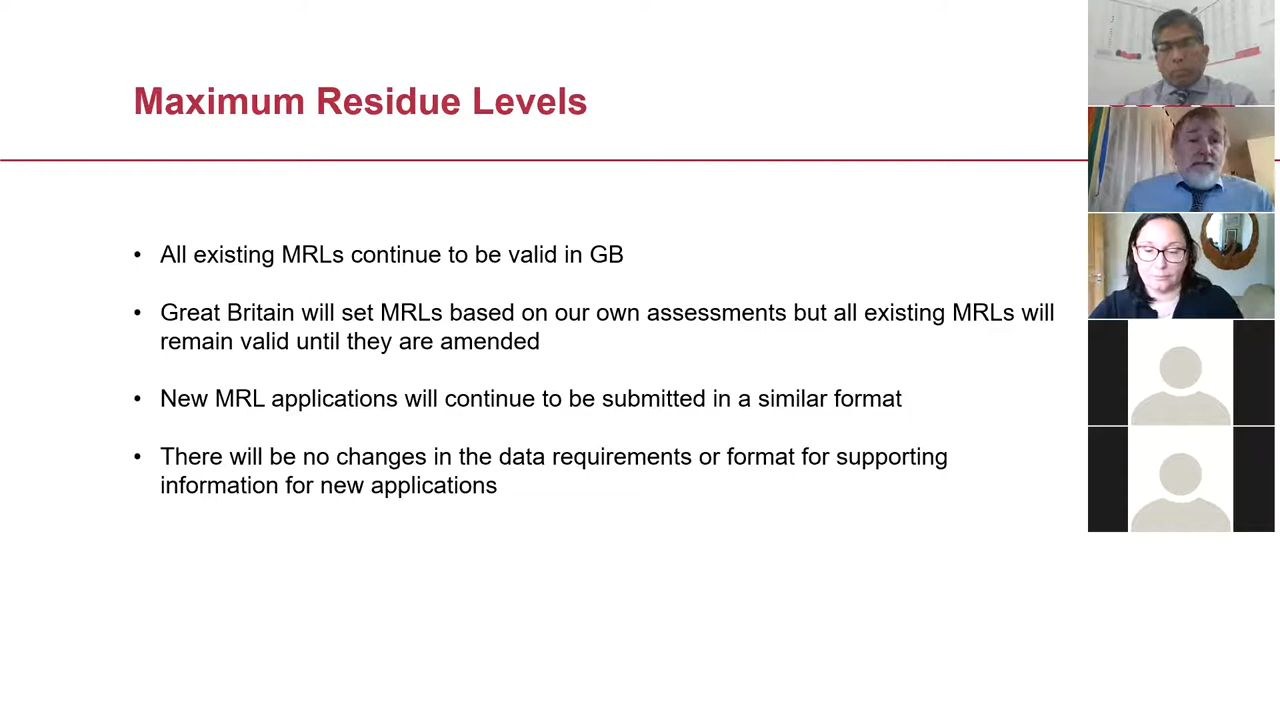 Maximum Residue Levels
• All existing MRLs continue to be valid in GB
• Great Britain will set MRLs based on our own assessments but all existing MRLs will
remain valid until they are amended
• New MRL applications will continue to be submitted in a similar format
• There will be no changes in the data requirements or format for supporting
information for new applications